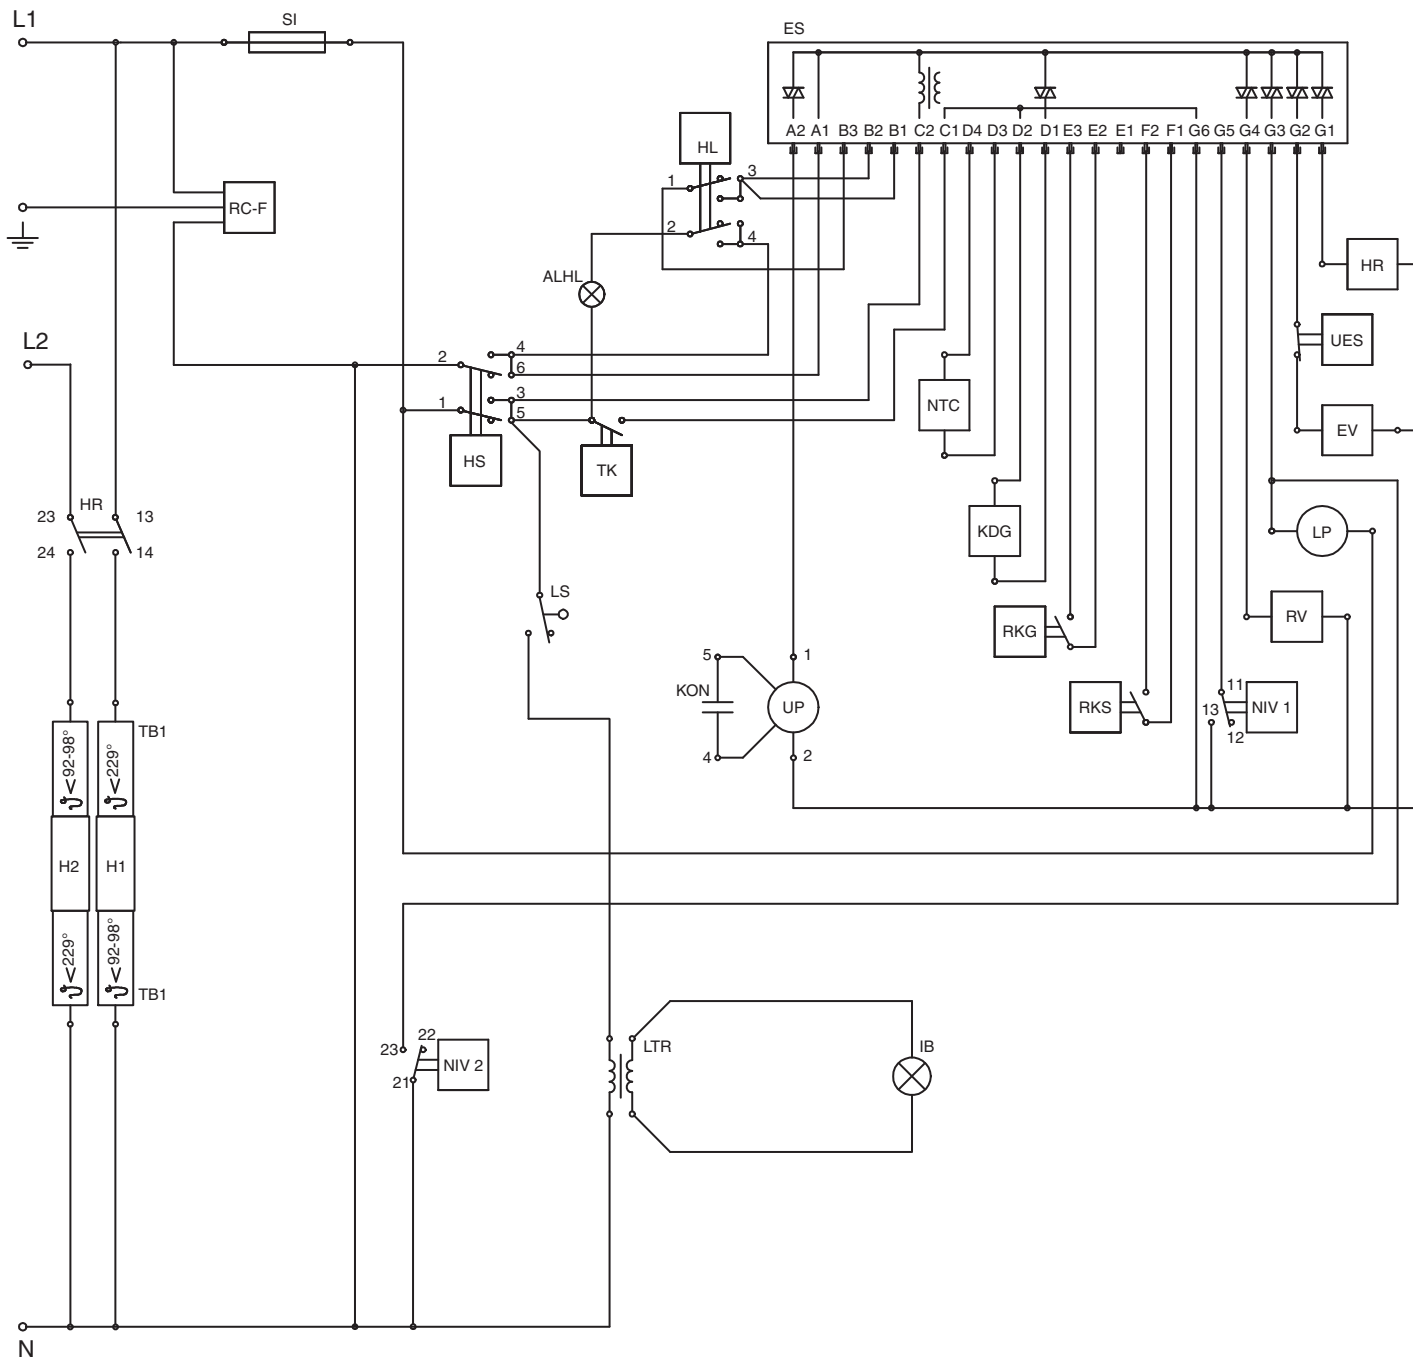 L1
SI
ES
A2 A1 B3 B2 B1 C2 C1 D4 D3 D2 D1 E3 E2 E1 F2 F1 G6 G5 G4 G3 G2 G1
HL
1
3
2
4
RC-F
HR
ALHL
UES
L2
2
4
6
1
3
5
NTC
EV
HS
TK
HR
23
13
24
14
KDG
LP
LS
RKG
RV
5
1
KON
UP
4
2
RKS
11
NIV 1
13
12
TB1
<92-98°
<229°
H2
H1
<229°
<92-98°
TB1
22
23
NIV 2
21
LTR
IB
N